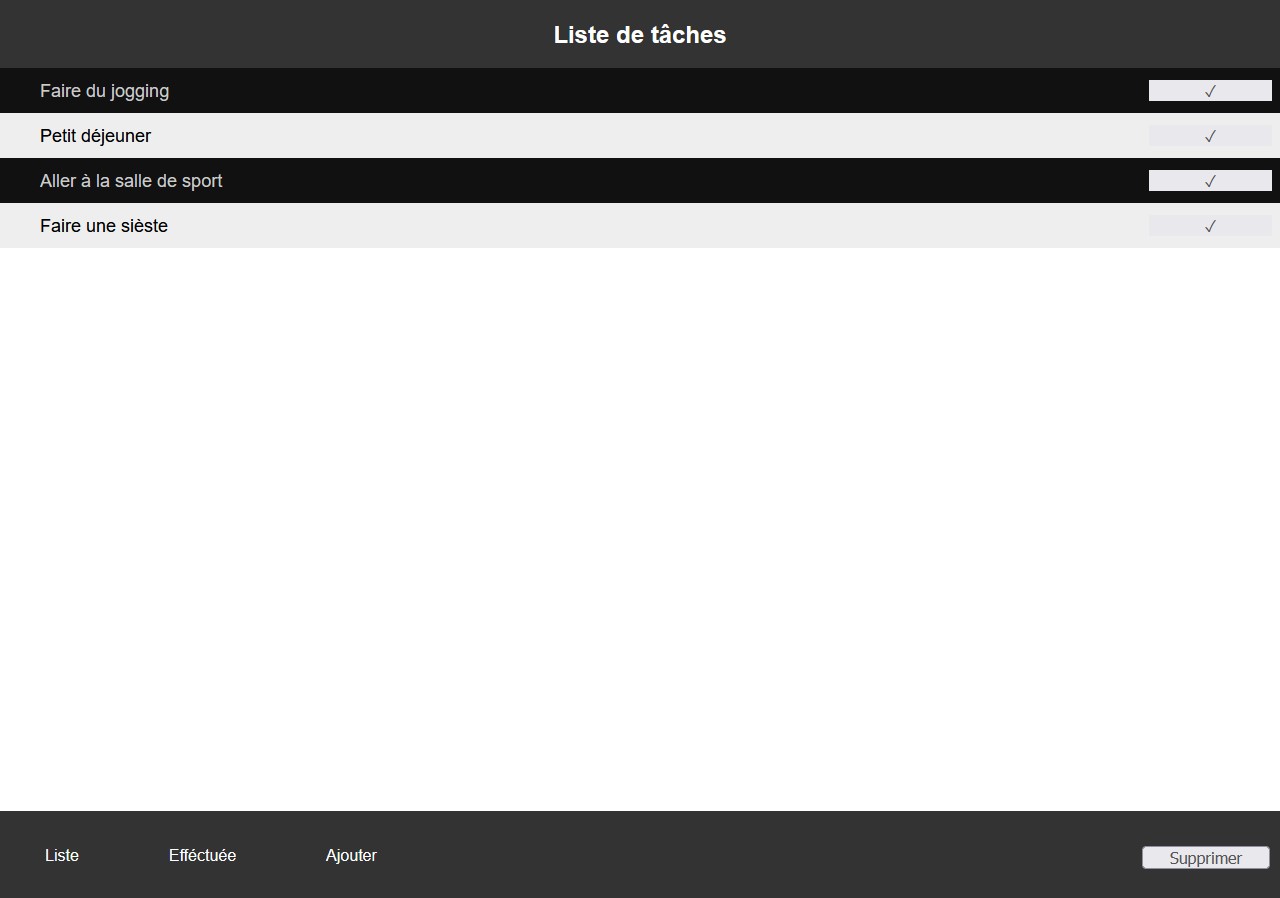 Liste de tâches
Faire du jogging ✓
Petit déjeuner ✓
Aller à la salle de sport ✓
Faire une sièste ✓
Liste Efféctuée Ajouter Supprimer